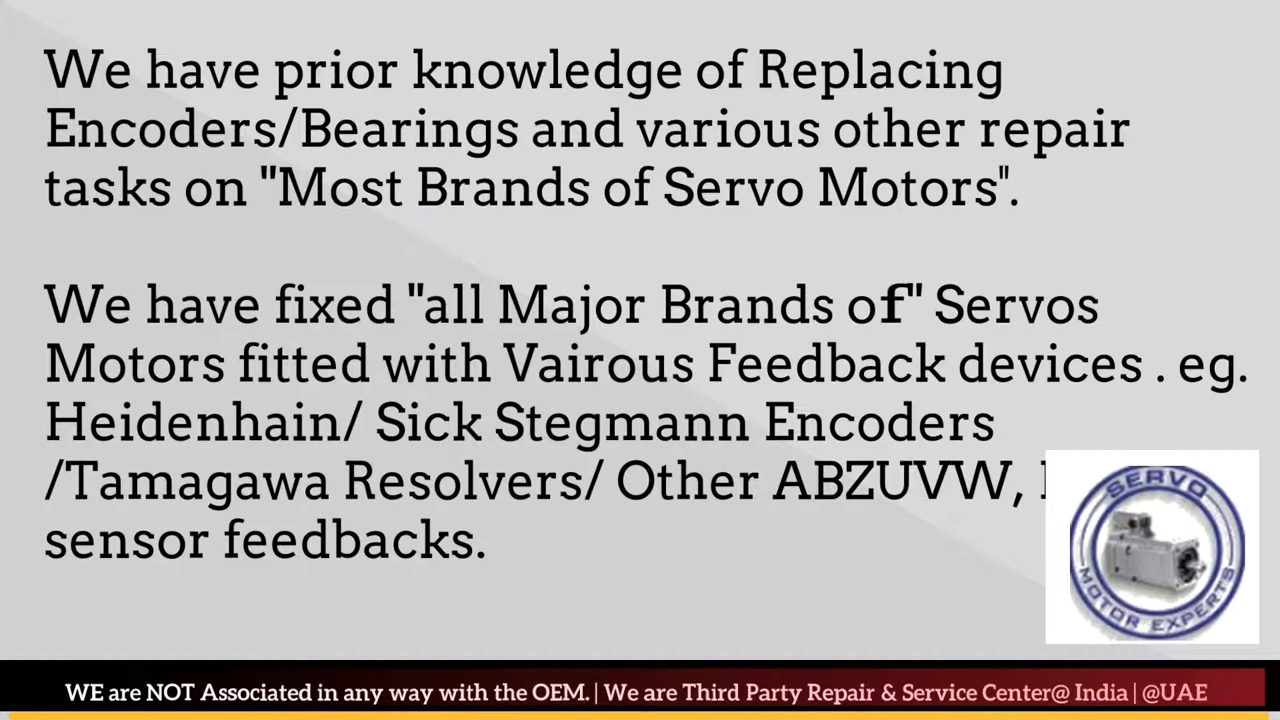 We have prior knowledge of Replacing
Encoders/Bearings and various other repair
tasks on "Most Brands of Servo Motors".
We have fixed "all Major Brands of" Servos
Motors fitted with Vairous Feedback devices . eg.
Heidenhain/ Sick Stegmann Encoders
/Tamagawa Resolvers/ Other ABZUVW,
sensor feedbacks.
SERVO
MOTOR EXPERTS
WE are NOT Associated in any way with the OEM. | We are Third Party Repair & Service Center@ India | @UAE